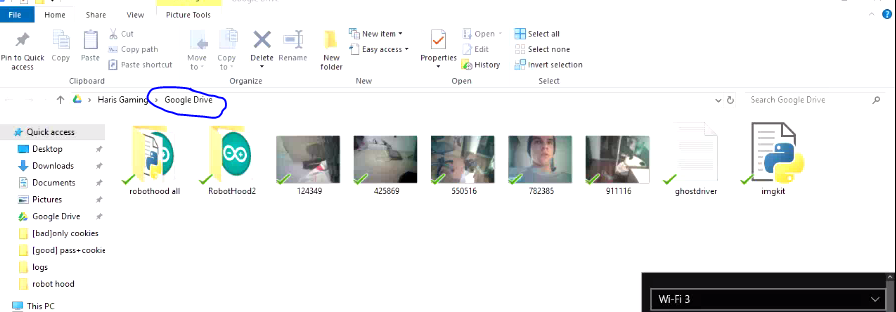 Google Drive
Picture Tools
File
Home
Share
View
Manage
Pin to Quick access
Copy
Paste
Cut
Copy path
Paste shortcut
Move to
Copy to
Delete
Rename
New folder
New item
Easy access
Properties
Open
Edit
History
Select all
Select none
Invert selection
Clipboard
Organize
New
Open
Select
Haris Gaming
Google Drive
Search Google Drive
Quick access
Desktop
Downloads
Documents
Pictures
Google Drive
[bad]only cookies
[good] pass+cookie
logs
robot hood
This PC
robothood all
RobotHood2
124349
425869
550516
782385
911116
ghostdriver
imgkit
Wi-Fi 3